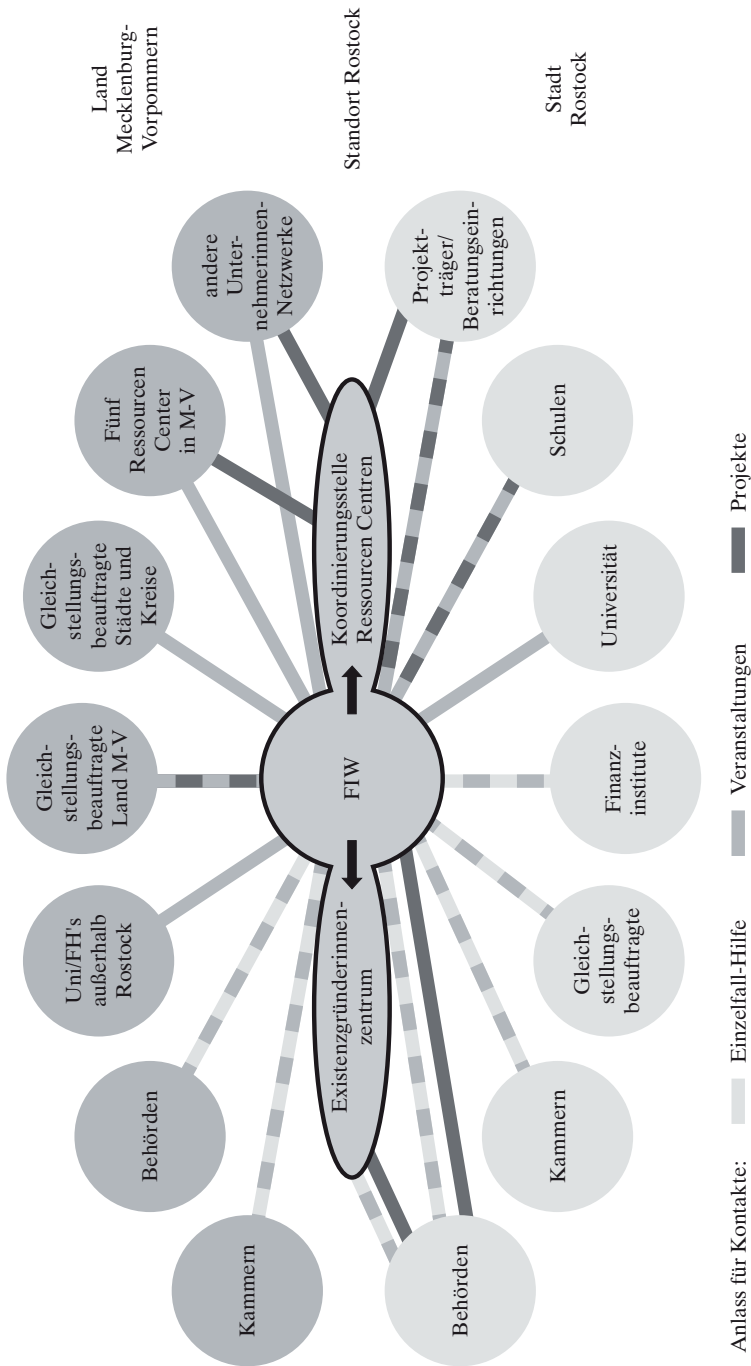 Kammern
Behörden
Uni/FH's
außerhalb
Rostock
Gleich-
stellungs-
beauftragte
Land M-V
Gleich-
stellungs-
beauftragte
Städte und
Kreise
Fünf
Ressourcen
Center
in M-V
andere
Unter-
nehmerinnen-
Netzwerke
Land
Mecklenburg-
Vorpommern
Existenzgründerinnen-
zentrum
FIW
Koordinierungsstelle
Ressourcen Centren
Standort Rostock
Behörden
Kammern
Gleich-
stellungs-
beauftragte
Finanz-
institute
Universität
Schulen
Projekt-
träger/
Beratungsein-
richtungen
Stadt
Rostock
Anlass für Kontakte:
Einzelfall-Hilfe
Veranstaltungen
Projekte